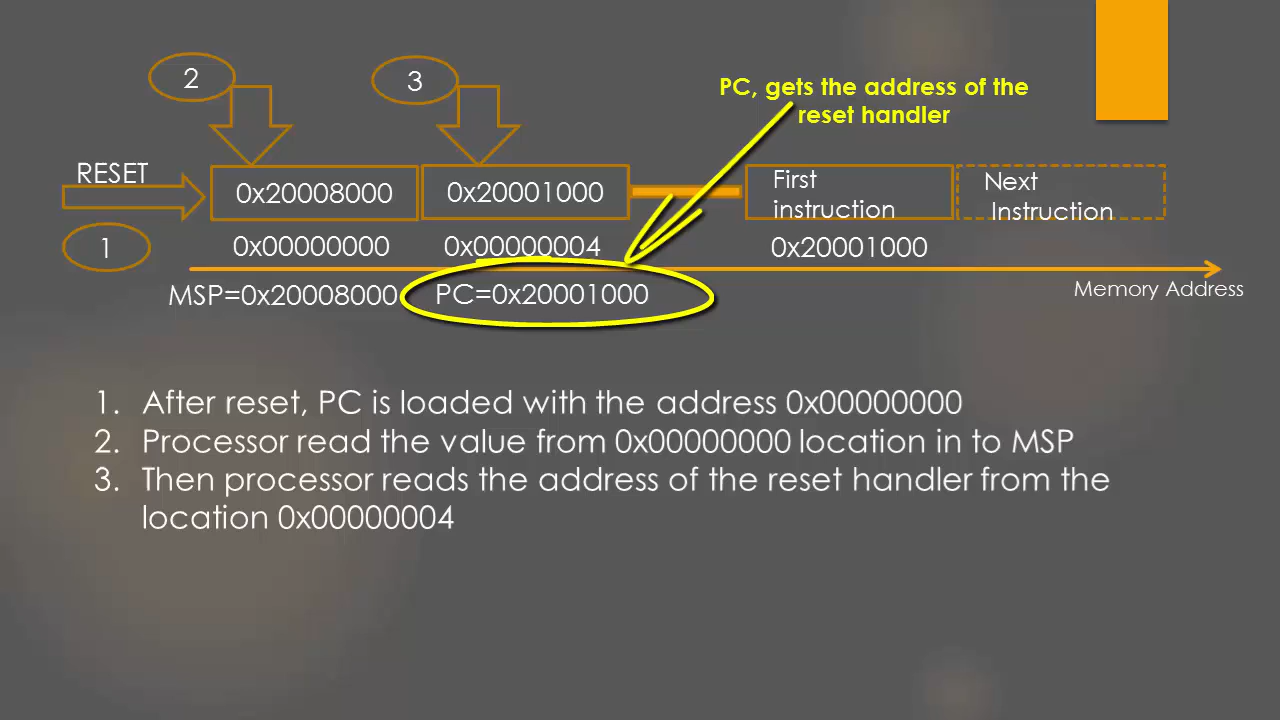 2
3
PC, gets the address of the
reset handler
RESET
0x20008000
0x20001000
First
instruction
Next
Instruction
1
0x00000000
0x00000004
0x20001000
MSP=0x20008000
PC=0x20001000
Memory Address
1. After reset, PC is loaded with the address 0x00000000
2. Processor read the value from 0x00000000 location in to MSP
3. Then processor reads the address of the reset handler from the
location 0x00000004